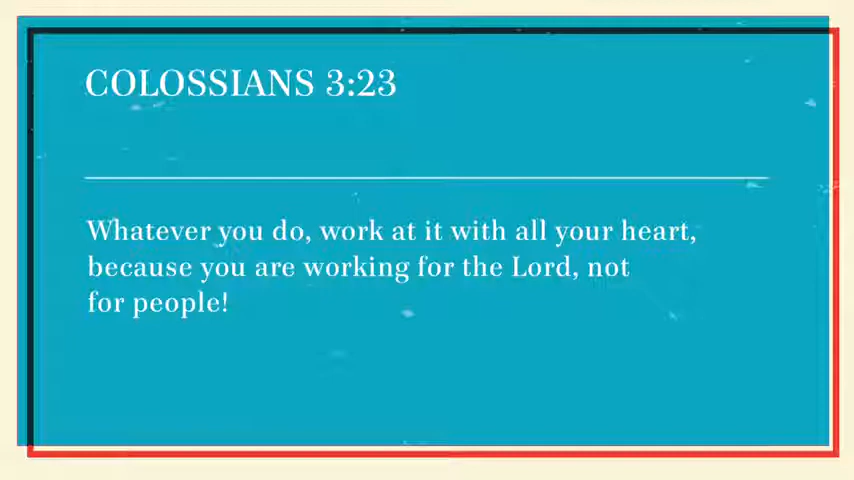 COLOSSIANS 3:23
Whatever you do, work at it with all your heart,
because you are working for the Lord, not
for people!